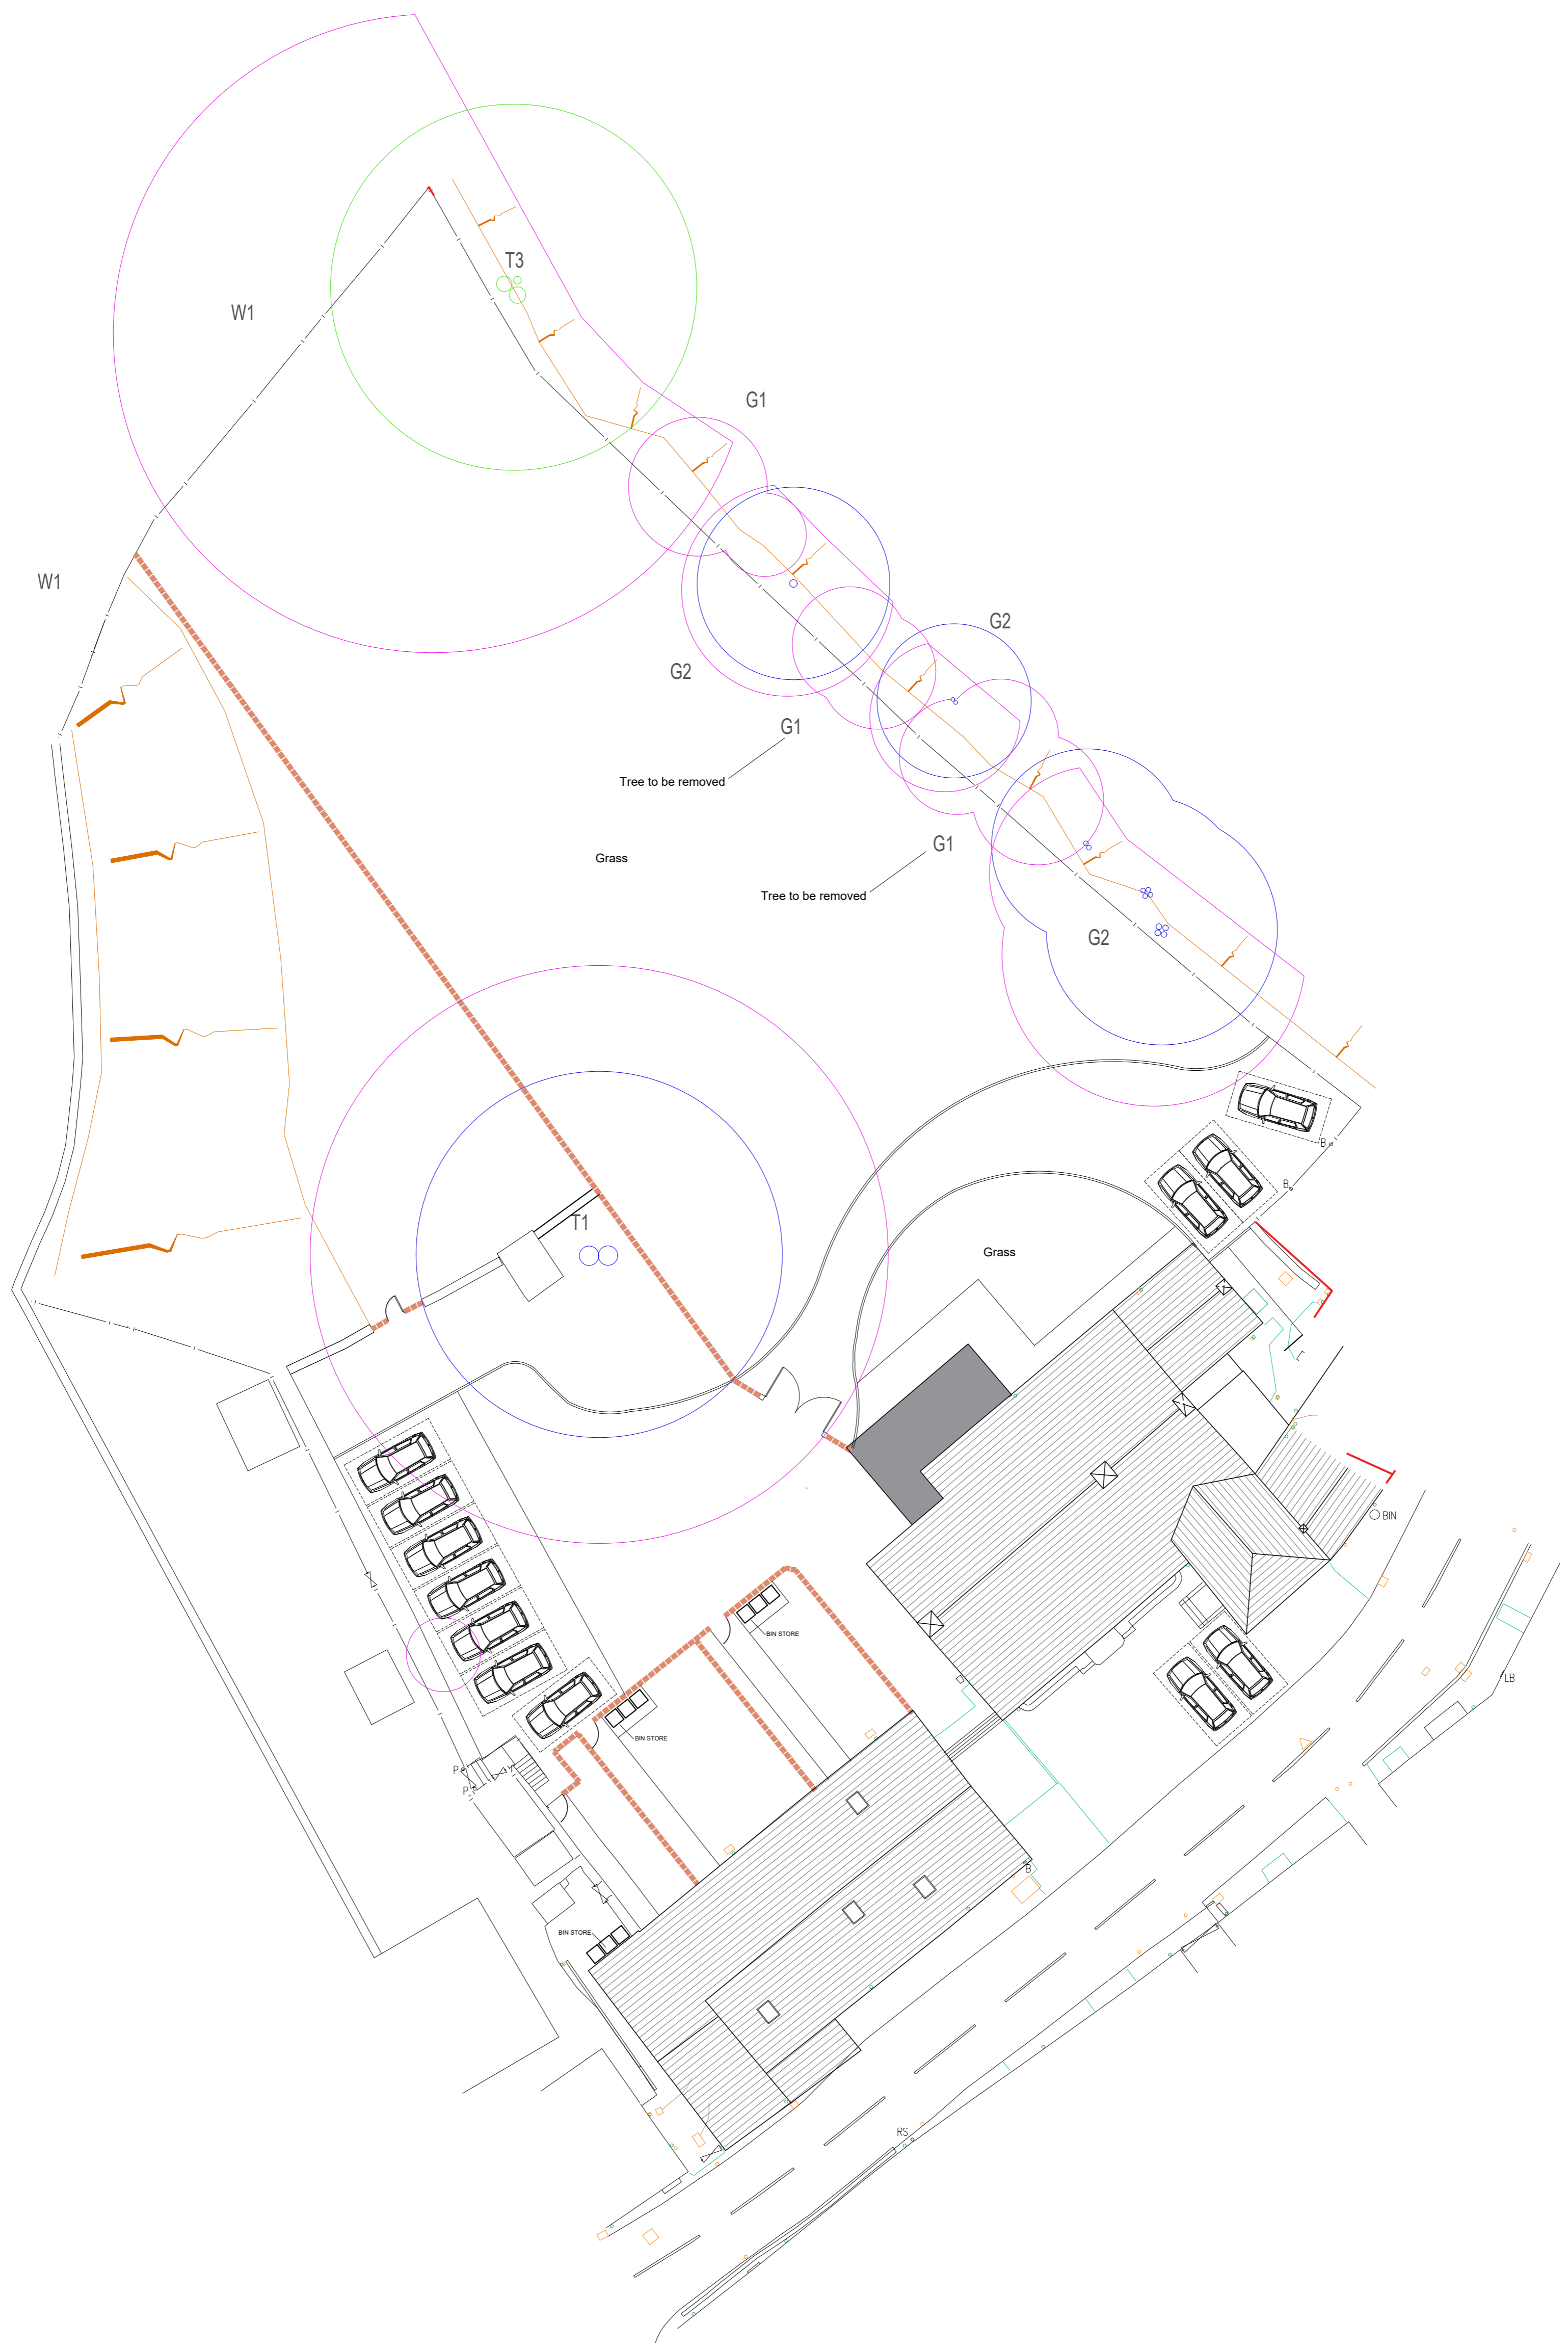 T3
W1
G1
W1
G2
G2
G1
Tree to be removed
G1
Grass
Tree to be removed
G2
B
B
T1
Grass
BIN
BIN STORE
LB
BIN STORE
P
P
B
BIN STORE
RS